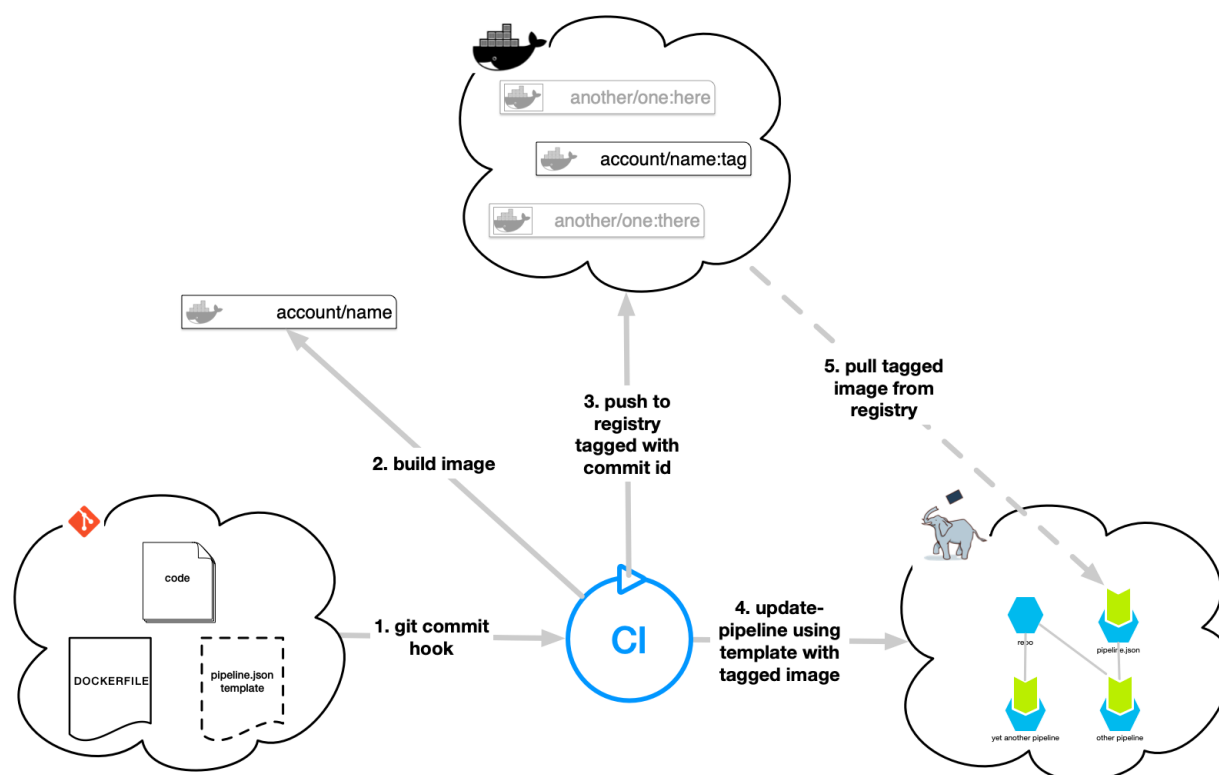 another/one:here
account/name:tag
another/one:there
account/name
5. pull tagged
image from
registry
3. push to
registry
tagged with
commit id
2. build image
code
DOCKERFILE
pipeline.json
template
1. git commit
hook
CI
4. update-
pipeline using
template with
tagged image
repo
pipeline.json
yet another pipeline
other pipeline